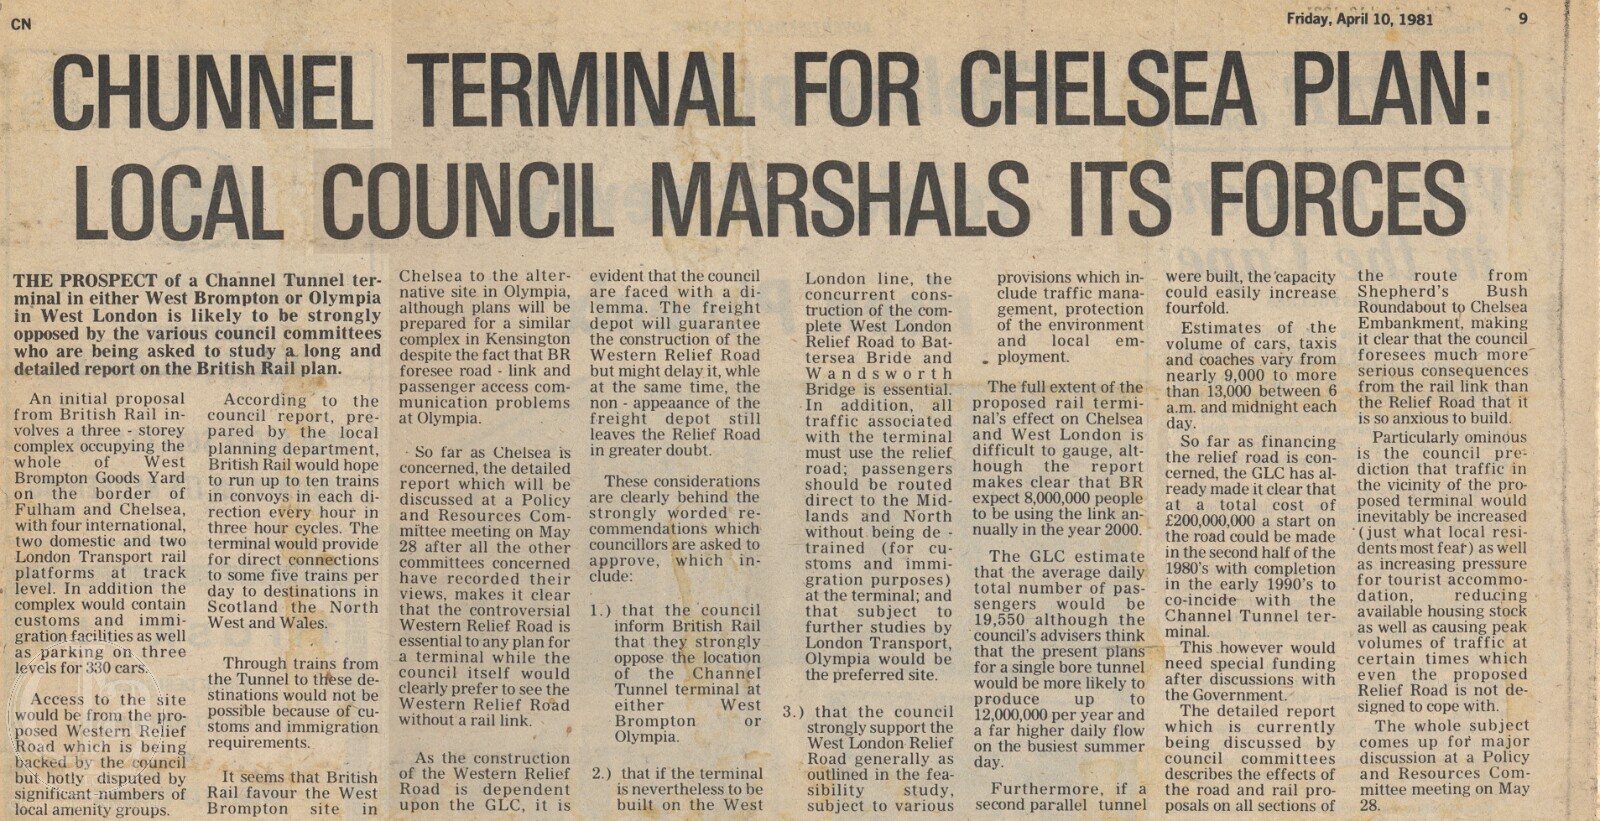 CN
Friday, April 10, 1981
9
CHUNNEL TERMINAL FOR CHELSEA PLAN:
LOCAL COUNCIL MARSHALS ITS FORCES
THE PROSPECT of a Channel Tunnel ter-
minal in either West Brompton or Olympia
in West London is likely to be strongly
opposed by the various council committees
who are being asked to study a long and
detailed report on the British Rail plan.
An initial proposal
from British Rail in-
volves a three - storey
complex occupying the
whole of West
Brompton Goods Yard
on the border of
Fulham and Chelsea,
with four international,
two domestic and two
London Transport rail
platforms at track
level. In addition the
complex would contain
customs and immi-
gration facilities as well
as parking on three
levels for 330 cars.
Access to the site
would be from the pro-
posed Western Relief
Road which is being
backed by the council
but hotly disputed by
significant numbers of
local amenity groups.
According to the
council report, pre-
pared by the local
planning department,
British Rail would hope
to run up to ten trains
in convoys in each di-
rection every hour in
three hour cycles. The
terminal would provide
for direct connections
to some five trains per
day to destinations in
Scotland the North
West and Wales.
Through trains from
the Tunnel to these de-
stinations would not be
possible because of cu-
stoms and immigration
requirements.
It seems that British
Rail favour the West
Brompton site in
Chelsea to the alter-
native site in Olympia,
although plans will be
prepared for a similar
complex in Kensington
despite the fact that BR
foresee road - link and
passenger access com-
munication problems
at Olympia.
So far as Chelsea is
concerned, the detailed
report which will be
discussed at a Policy
and Resources Com-
mittee meeting on May
28 after all the other
committees concerned
have recorded their
views, makes it clear
that the controversial
Western Relief Road is
essential to any plan for
a terminal while the
council itself would
clearly prefer to see the
Western Relief Road
without a rail link.
As the construction
of the Western Relief
Road is dependent
upon the GLC, it is
evident that the council
are faced with a di-
lemma. The freight
depot will guarantee
the construction of the
Western Relief Road
but might delay it, whle
at the same time, the
non - appeaance of the
freight depot still
leaves the Relief Road
in greater doubt.
These considerations
are clearly behind the
strongly worded re-
commendations which
councillors are asked to
approve, which in-
clude:
1.) that the council
inform British Rail
that they strongly
oppose the location
of the Channel
Tunnel terminal at
either West
Brompton or
Olympia.
2.) that if the terminal
is nevertheless to be
built on the West
London line, the
concurrent cons-
truction of the com-
plete West London
Relief Road to Bat-
tersea Bride and
Wandsworth
Bridge is essential.
In addition, all
traffic associated
with the terminal
must use the relief
road; passengers
should be routed
direct to the Mid-
lands and North
without being de -
trained (for cu-
stoms and immi-
gration purposes)
at the terminal; and
that subject to
further studies by
London Transport,
Olympia would be
the preferred site.
3.) that the council
strongly support the
West London Relief
Road generally as
outlined in the fea-
sibility study,
subject to various
provisions which in-
clude traffic mana-
gement, protection
of the environment
and local em-
ployment.
The full extent of the
proposed rail termi-
nal's effect on Chelsea
and West London is
difficult to gauge, alt-
hough the report
makes clear that BR
expect 8,000,000 people
to be using the link an-
nually in the year 2000.
The GLC estimate
that the average daily
total number of pas-
sengers would be
19,550 although the
council's advisers think
that the present plans
for a single bore tunnel
would be more likely to
produce up to
12,000,000 per year and
a far higher daily flow
on the busiest summer
day.
Furthermore, if a
second parallel tunnel
were built, the capacity
could easily increase
fourfold.
Estimates of the
volume of cars, taxis
and coaches vary from
nearly 9,000 to more
than 13,000 between 6
a.m. and midnight each
day.
So far as financing
the relief road is con-
cerned, the GLC has al-
ready made it clear that
at a total cost of
£200,000,000 a start on
the road could be made
in the second half of the
1980's with completion
in the early 1990's to
co-incide with the
Channel Tunnel ter-
minal.
This however would
need special funding
after discussions with
the Government.
The detailed report
which is currently
being discussed by
council committees
describes the effects of
the road and rail pro-
posals on all sections of
the route from
Shepherd's Bush
Roundabout to Chelsea
Embankment, making
it clear that the council
foresees much more
serious consequences
from the rail link than
the Relief Road that it
is so anxious to build.
Particularly ominous
is the council pre-
diction that traffic in
the vicinity of the pro-
posed terminal would
inevitably be increased
(just what local resi-
dents most fear) as well
as increasing pressure
for tourist accommo-
dation, reducing
available housing stock
as well as causing peak
volumes of traffic at
certain times which
even the proposed
Relief Road is not de-
signed to cope with.
The whole subject
comes up for major
discussion at a Policy
and Resources Com-
mittee meeting on May
28.